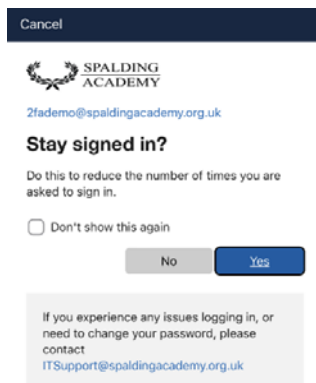 Cancel
SPALDING
ACADEMY
2fademo@spaldingacademy.org.uk
Stay signed in?
Do this to reduce the number of times you are
asked to sign in.
Don't show this again
No
Yes
If you experience any issues logging in, or
need to change your password, please
contact
ITSupport@spaldingacademy.org.uk